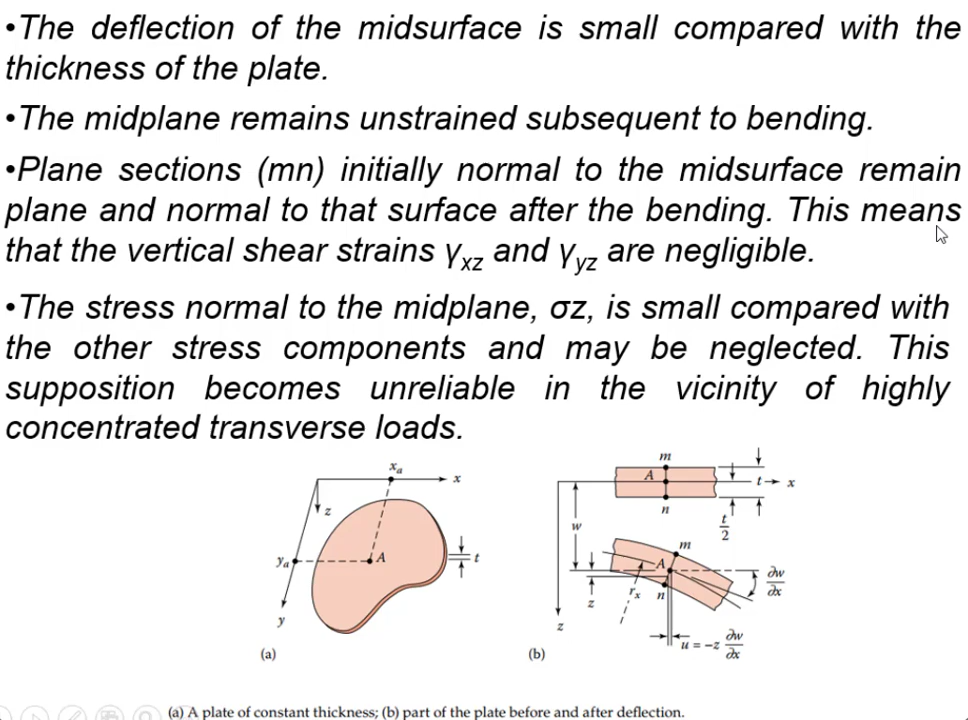 •The deflection of the midsurface is small compared with the
thickness of the plate.
•The midplane remains unstrained subsequent to bending.
•Plane sections (mn) initially normal to the midsurface remain
plane and normal to that surface after the bending. This means
that the vertical shear strains γxz and γyz are negligible.
•The stress normal to the midplane, σz, is small compared with
the other stress components and may be neglected. This
supposition becomes unreliable in the vicinity of highly
concentrated transverse loads.
xa
x
z
ya
A
t
y
(a)
m
A
t
x
n
t/2
w
m
A
∂w/∂x
rx
n
z
z
u = −z ∂w/∂x
(b)
(a) A plate of constant thickness; (b) part of the plate before and after deflection.